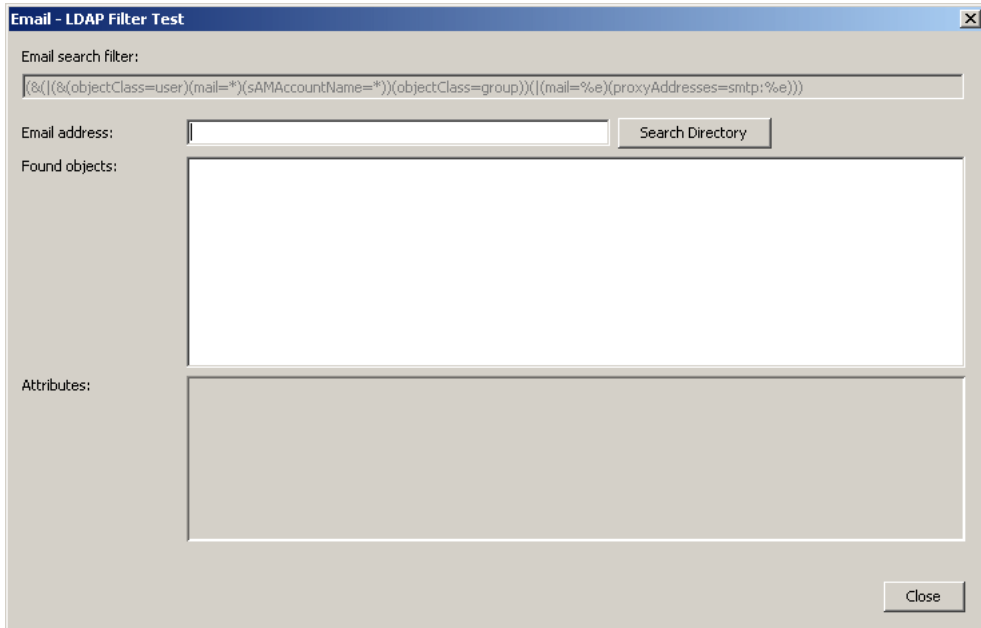 Email - LDAP Filter Test
Email search filter:
(&(|(&(objectClass=user)(mail=*)(sAMAccountName=*))(objectClass=group))(|(mail=%e)(proxyAddresses=smtp:%e)))
Email address:
Search Directory
Found objects:
Attributes:
Close